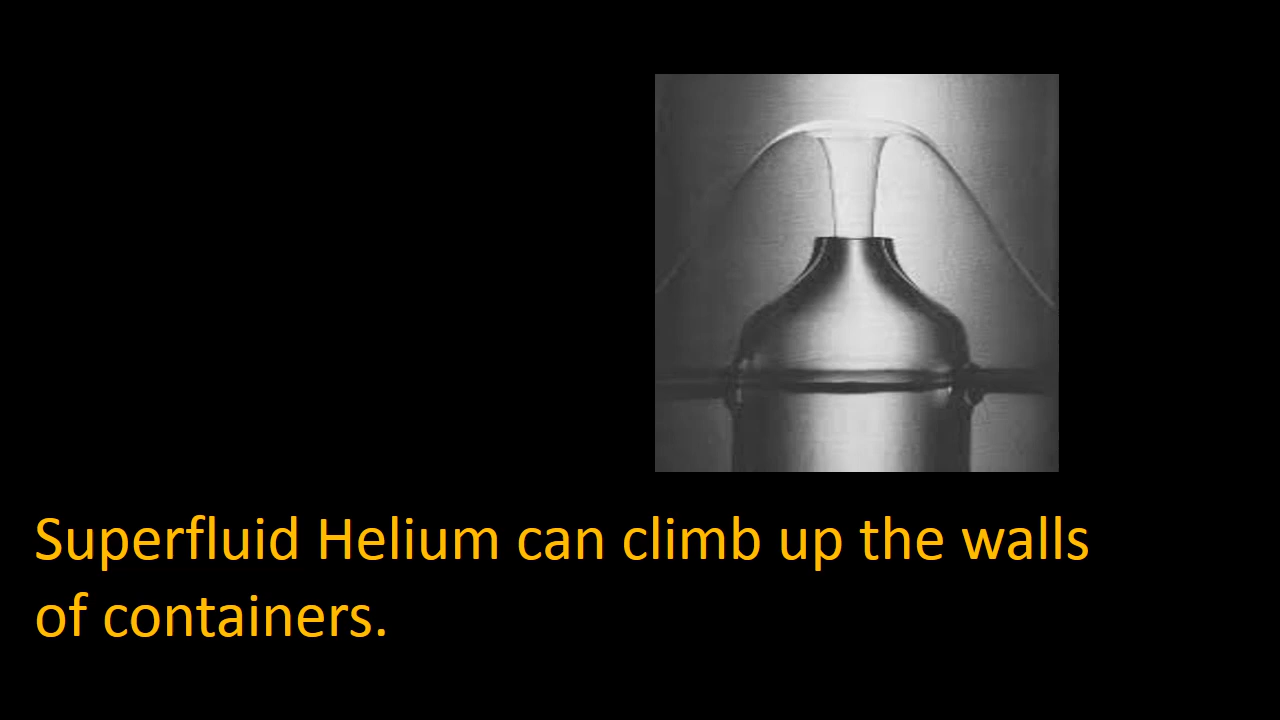 Superfluid Helium can climb up the walls
of containers.